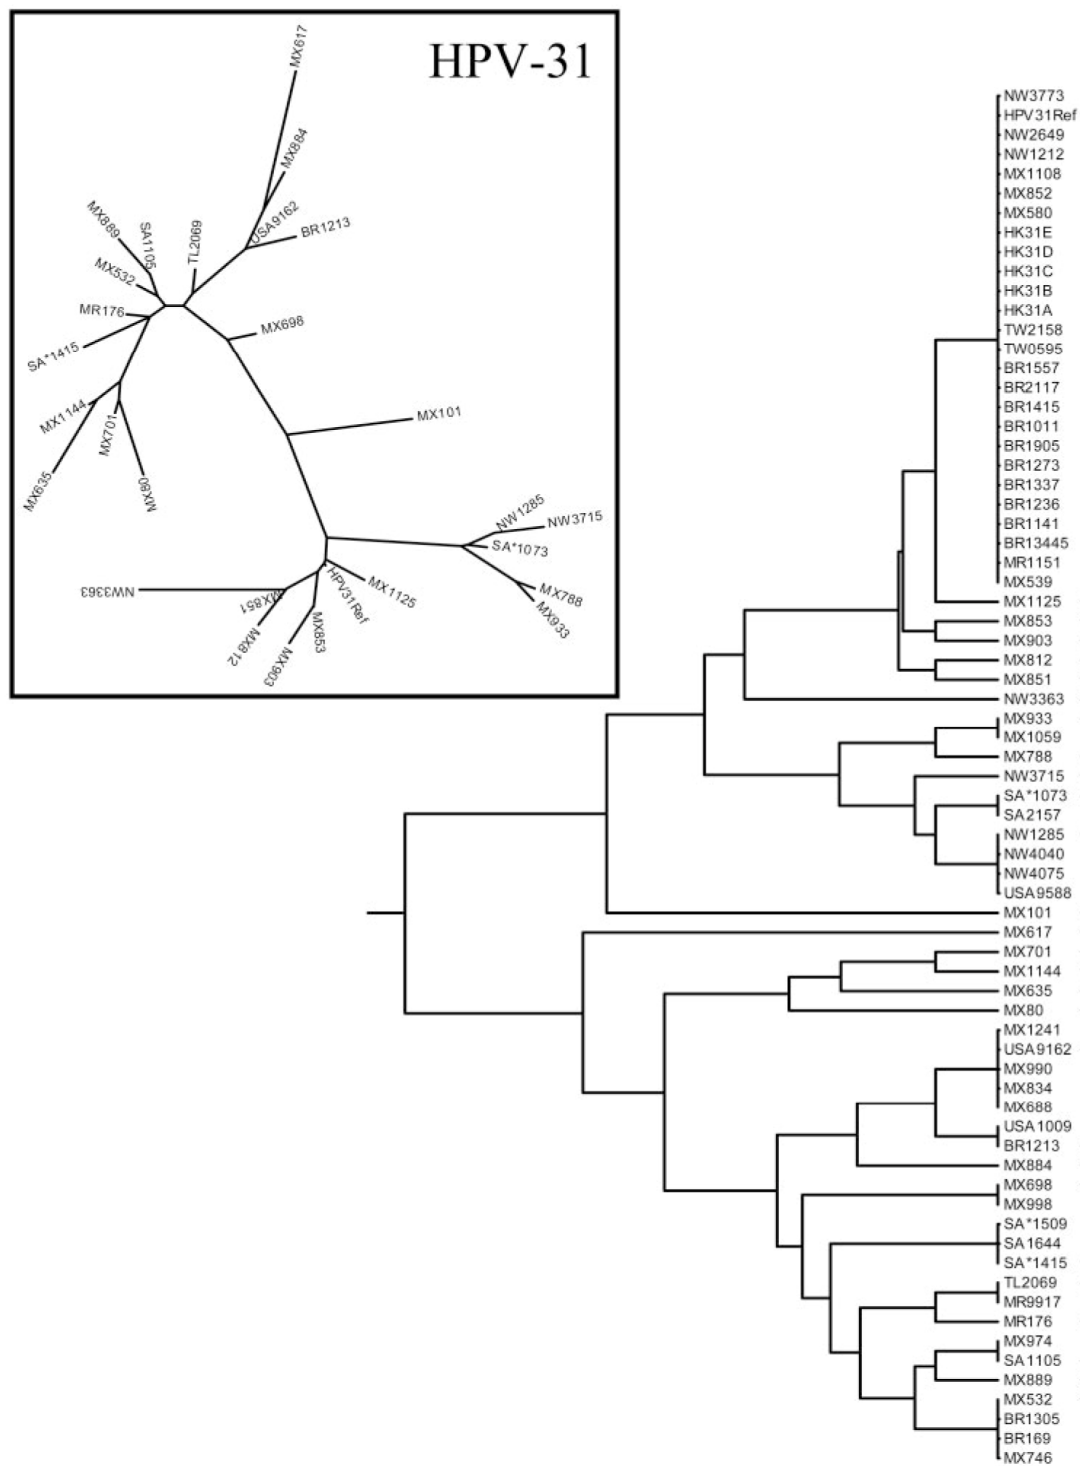 HPV-31
MX617
MX884
USA9162
BR1213
TL2069
SA1105
MX889
MX532
MR176
SA*1415
MX1144
MX701
MX635
MX80
MX698
MX101
NW1285
NW3715
SA*1073
MX788
MX933
MX1125
HPV31Ref
MX853
MX903
MX812
MX851
NW3363
NW3773
HPV31Ref
NW2649
NW1212
MX1108
MX852
MX580
HK31E
HK31D
HK31C
HK31B
HK31A
TW2158
TW0595
BR1557
BR2117
BR1415
BR1011
BR1905
BR1273
BR1337
BR1236
BR1141
BR13445
MR1151
MX539
MX1125
MX853
MX903
MX812
MX851
NW3363
MX933
MX1059
MX788
NW3715
SA*1073
SA2157
NW1285
NW4040
NW4075
USA9588
MX101
MX617
MX701
MX1144
MX635
MX80
MX1241
USA9162
MX990
MX834
MX688
USA1009
BR1213
MX884
MX698
MX998
SA*1509
SA1644
SA*1415
TL2069
MR9917
MR176
MX974
SA1105
MX889
MX532
BR1305
BR169
MX746